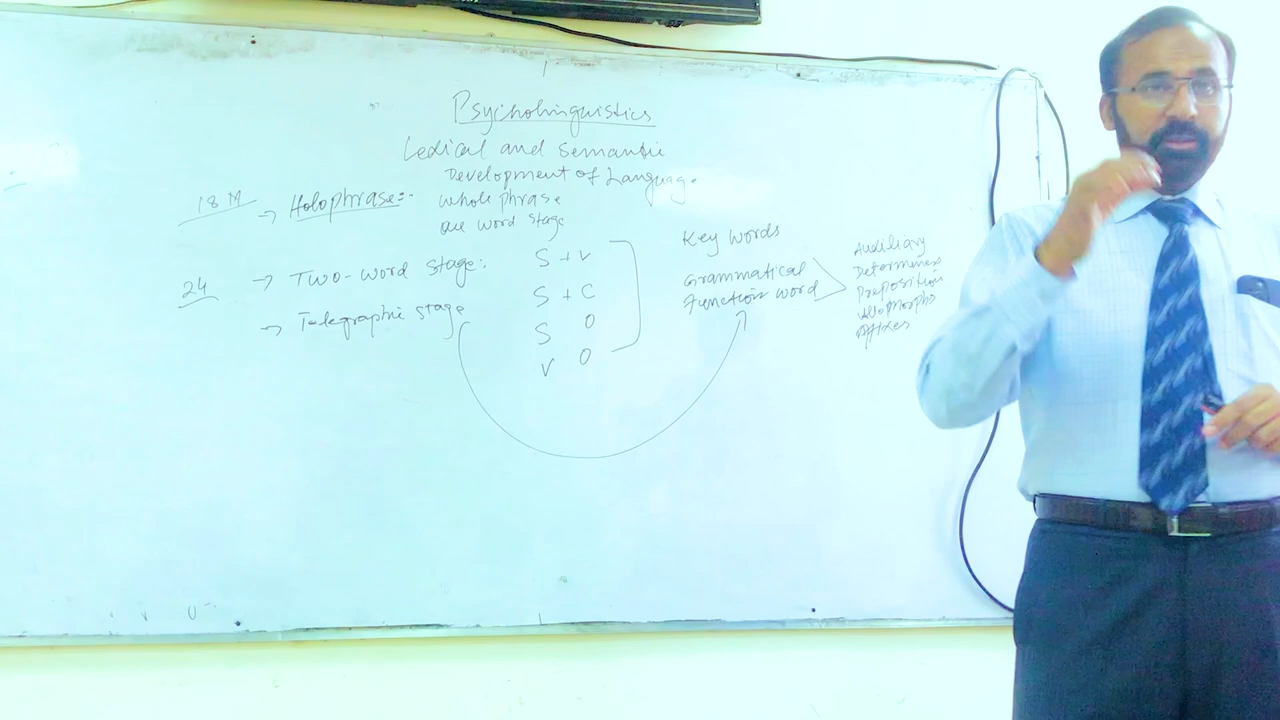 Psycholinguistics
Lexical and Semantic
Development of Language.
18 M → Holophrase:- whole phrase
one word stage
24 → Two-word stage:
→ Telegraphic stage
S + V
S + C
S O
V O
Key words
Grammatical
Function word
Auxiliary
Determiners
Preposition
Allomorphs
Affixes